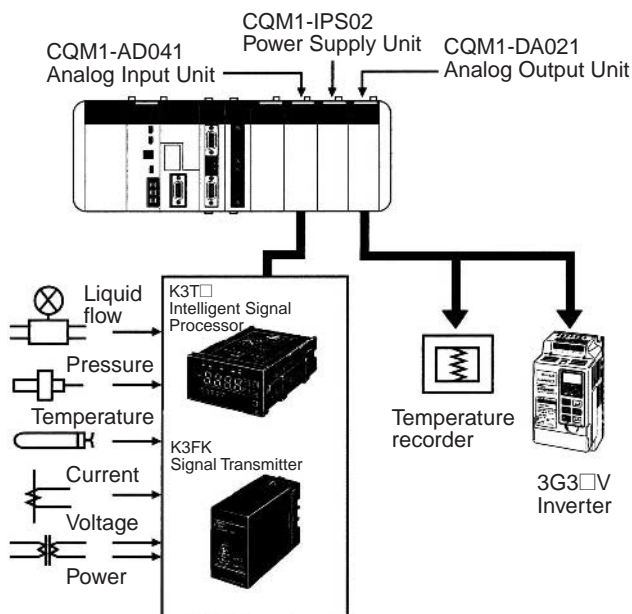 CQM1-IPS02
Power Supply Unit
CQM1-AD041
Analog Input Unit
CQM1-DA021
Analog Output Unit
K3T□
Intelligent Signal
Processor
Liquid
flow
Pressure
Temperature
K3FK
Signal Transmitter
Current
Voltage
Power
Temperature
recorder
3G3□V
Inverter